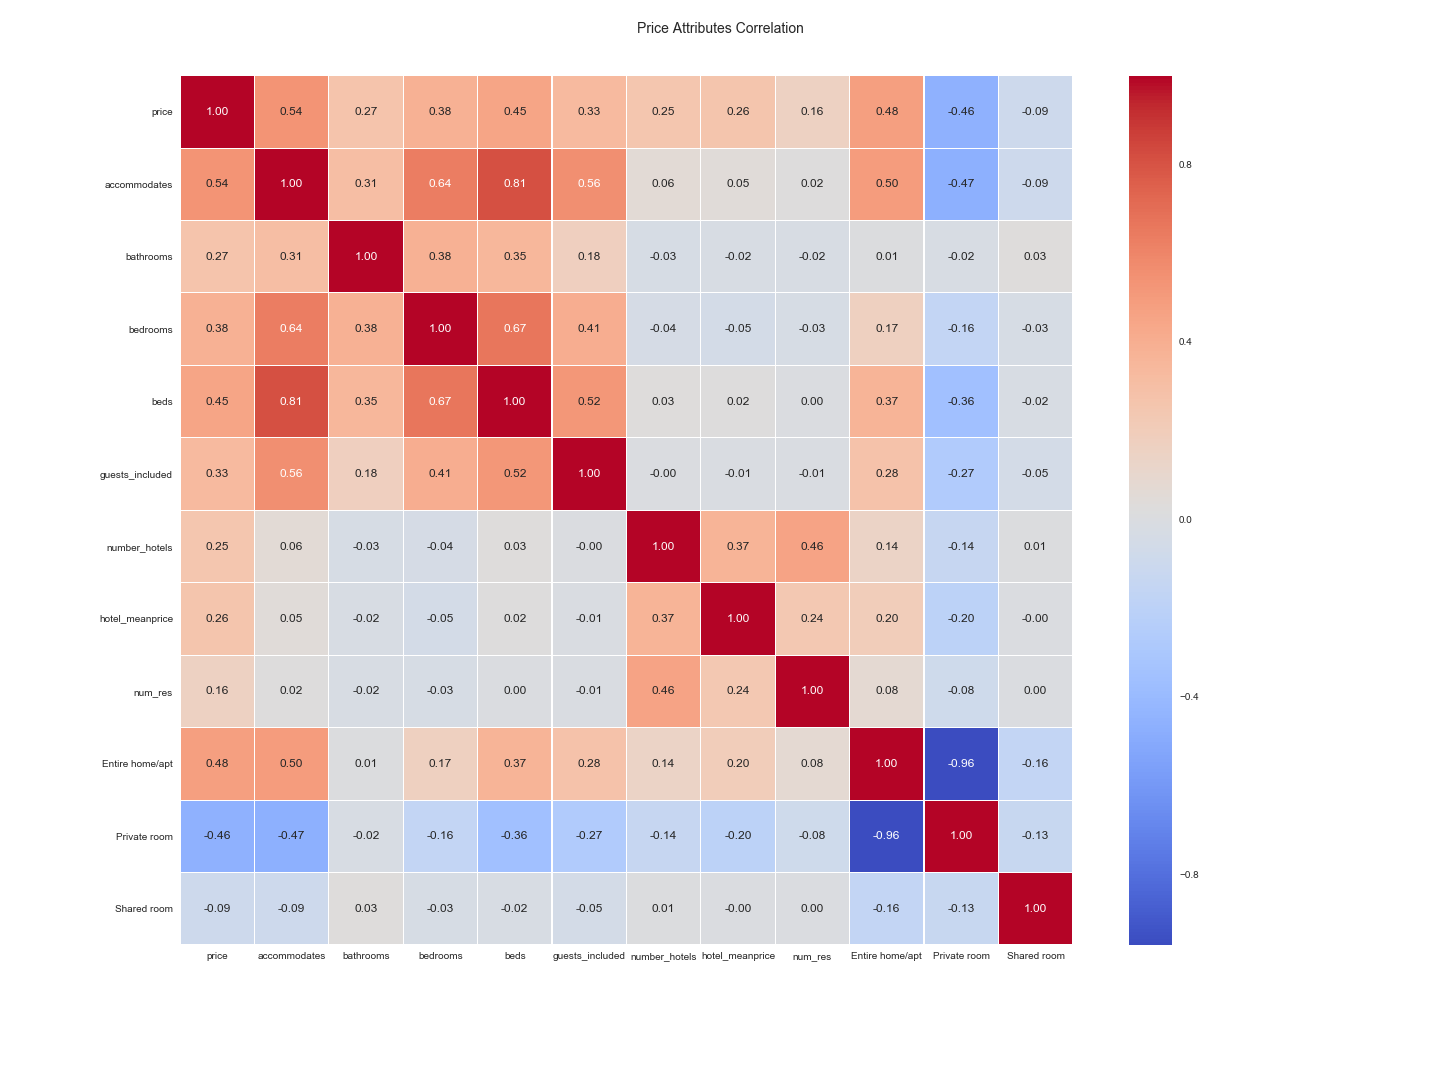 Price Attributes Correlation
price 1.00 0.54 0.27 0.38 0.45 0.33 0.25 0.26 0.16 0.48 -0.46 -0.09
0.8
accommodates 0.54 1.00 0.31 0.64 0.81 0.56 0.06 0.05 0.02 0.50 -0.47 -0.09
bathrooms 0.27 0.31 1.00 0.38 0.35 0.18 -0.03 -0.02 -0.02 0.01 -0.02 0.03
bedrooms 0.38 0.64 0.38 1.00 0.67 0.41 -0.04 -0.05 -0.03 0.17 -0.16 -0.03
0.4
beds 0.45 0.81 0.35 0.67 1.00 0.52 0.03 0.02 0.00 0.37 -0.36 -0.02
guests_included 0.33 0.56 0.18 0.41 0.52 1.00 -0.00 -0.01 -0.01 0.28 -0.27 -0.05
0.0
number_hotels 0.25 0.06 -0.03 -0.04 0.03 -0.00 1.00 0.37 0.46 0.14 -0.14 0.01
hotel_meanprice 0.26 0.05 -0.02 -0.05 0.02 -0.01 0.37 1.00 0.24 0.20 -0.20 -0.00
num_res 0.16 0.02 -0.02 -0.03 0.00 -0.01 0.46 0.24 1.00 0.08 -0.08 0.00
−0.4
Entire home/apt 0.48 0.50 0.01 0.17 0.37 0.28 0.14 0.20 0.08 1.00 -0.96 -0.16
Private room -0.46 -0.47 -0.02 -0.16 -0.36 -0.27 -0.14 -0.20 -0.08 -0.96 1.00 -0.13
−0.8
Shared room -0.09 -0.09 0.03 -0.03 -0.02 -0.05 0.01 -0.00 0.00 -0.16 -0.13 1.00
price accommodates bathrooms bedrooms beds guests_included number_hotels hotel_meanprice num_res Entire home/apt Private room Shared room